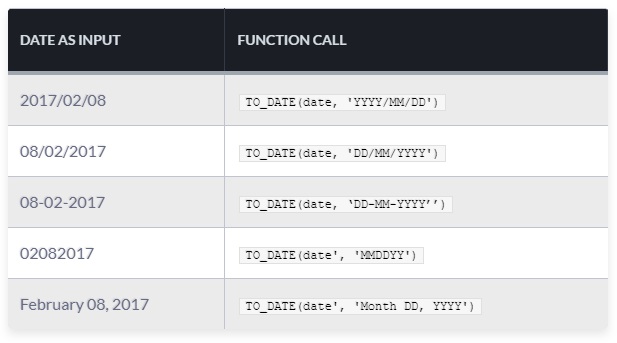 DATE AS INPUT FUNCTION CALL
2017/02/08 TO_DATE(date, 'YYYY/MM/DD')
08/02/2017 TO_DATE(date, 'DD/MM/YYYY')
08-02-2017 TO_DATE(date, ‘DD-MM-YYYY’’)
02082017 TO_DATE(date', 'MMDDYY')
February 08, 2017 TO_DATE(date', 'Month DD, YYYY')